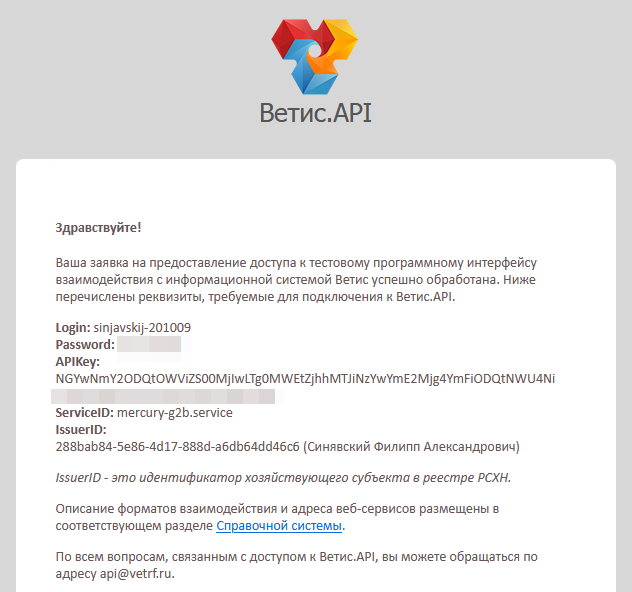 Ветис.API
Здравствуйте!
Ваша заявка на предоставление доступа к тестовому программному интерфейсу
взаимодействия с информационной системой Ветис успешно обработана. Ниже
перечислены реквизиты, требуемые для подключения к Ветис.API.
Login: sinjavskij-201009
Password:
APIKey:
NGYwNmY2ODQtOWViZS00MjIwLTg0MWEtZjhhMTJiNzYwYmE2Mjg4YmFiODQtNWU4Ni
ServiceID: mercury-g2b.service
IssuerID:
288bab84-5e86-4d17-888d-a6db64dd46c6 (Синявский Филипп Александрович)
IssuerID - это идентификатор хозяйствующего субъекта в реестре РСХН.
Описание форматов взаимодействия и адреса веб-сервисов размещены в
соответствующем разделе Справочной системы.
По всем вопросам, связанным с доступом к Ветис.API, вы можете обращаться по
адресу api@vetrf.ru.